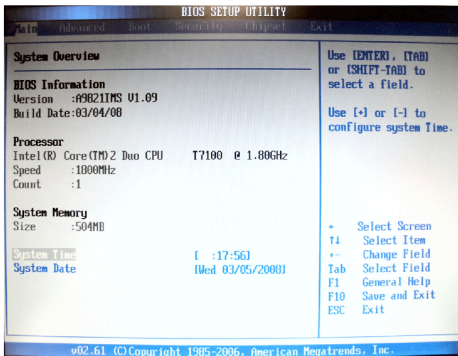 BIOS SETUP UTILITY
Main Advanced Boot Security Chipset Exit
System Overview
BIOS Information
Version :A9821IMS V1.09
Build Date:03/04/08
Processor
Intel(R) Core(TM)2 Duo CPU T7100 @ 1.80GHz
Speed :1800MHz
Count :1
System Memory
Size :504MB
System Time [ :17:56]
System Date [Wed 03/05/2008]
Use [ENTER], [TAB]
or [SHIFT-TAB] to
select a field.
Use [+] or [-] to
configure system Time.
← Select Screen
↑↓ Select Item
+- Change Field
Tab Select Field
F1 General Help
F10 Save and Exit
ESC Exit
v02.61 (C)Copyright 1985-2006, American Megatrends, Inc.